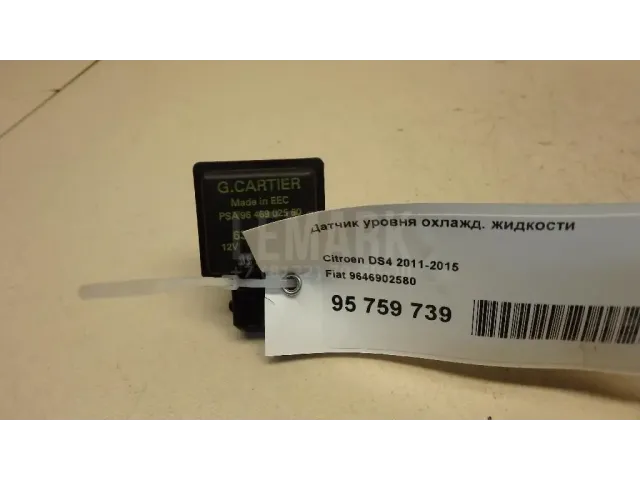 G.CARTIER
Made in EEC
PSA 96 469 025 80
12V
REMARK
Датчик уровня охлажд. жидкости
Citroen DS4 2011-2015
Fiat 9646902580
95 759 739